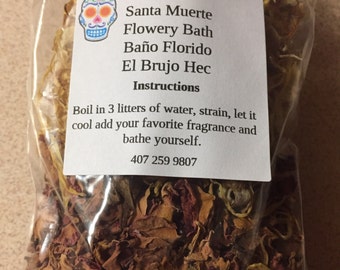 Santa Muerte
Flowery Bath
Baño Florido
El Brujo Hec
Instructions
Boil in 3 litters of water, strain, let it
cool add your favorite fragrance and
bathe yourself.
407 259 9807